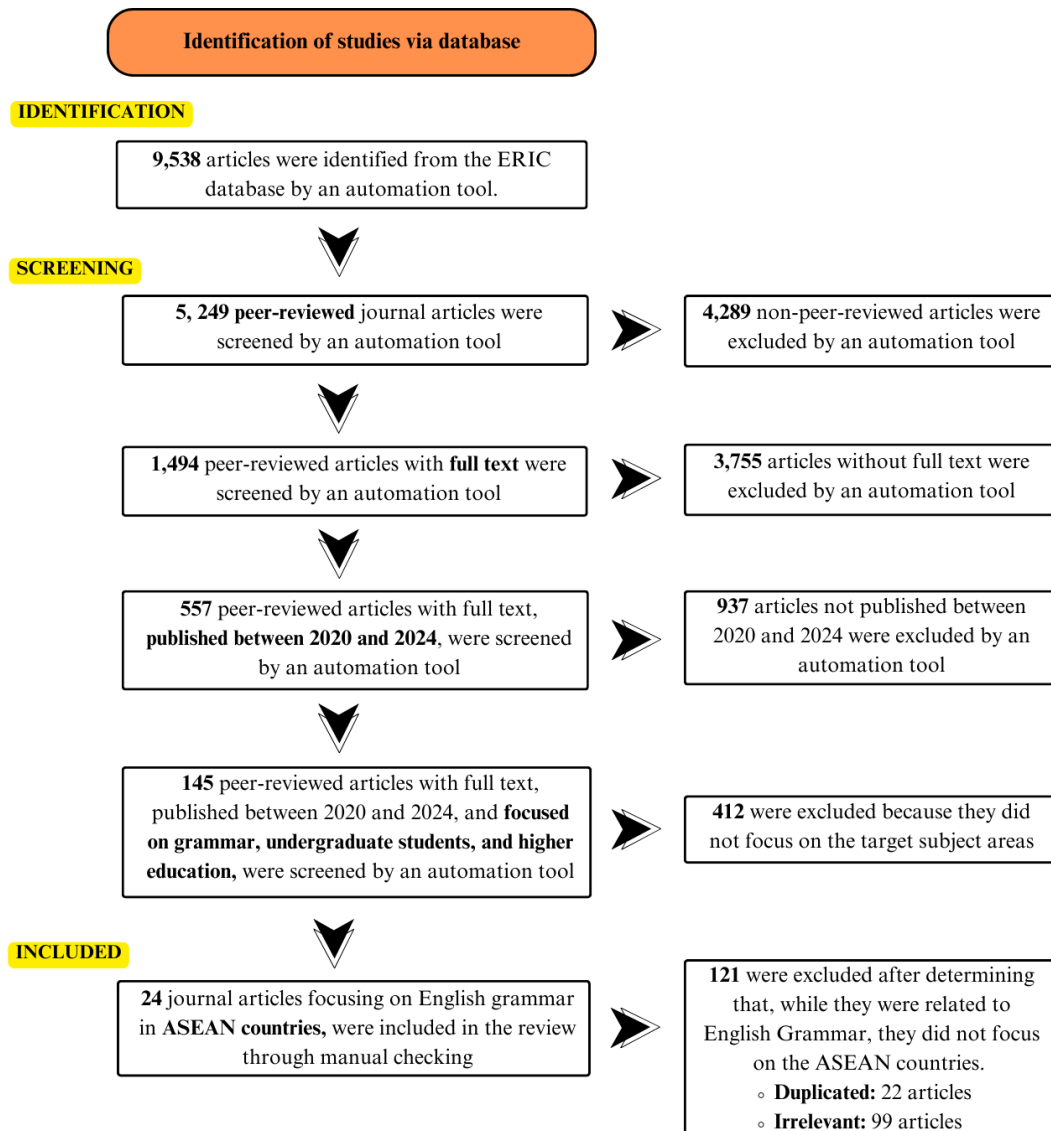 Identification of studies via database
IDENTIFICATION
9,538 articles were identified from the ERIC
database by an automation tool.
SCREENING
5, 249 peer-reviewed journal articles were
screened by an automation tool
4,289 non-peer-reviewed articles were
excluded by an automation tool
1,494 peer-reviewed articles with full text were
screened by an automation tool
3,755 articles without full text were
excluded by an automation tool
557 peer-reviewed articles with full text,
published between 2020 and 2024, were screened
by an automation tool
937 articles not published between
2020 and 2024 were excluded by an
automation tool
145 peer-reviewed articles with full text,
published between 2020 and 2024, and focused
on grammar, undergraduate students, and higher
education, were screened by an automation tool
412 were excluded because they did
not focus on the target subject areas
INCLUDED
24 journal articles focusing on English grammar
in ASEAN countries, were included in the review
through manual checking
121 were excluded after determining
that, while they were related to
English Grammar, they did not focus
on the ASEAN countries.
◦ Duplicated: 22 articles
◦ Irrelevant: 99 articles